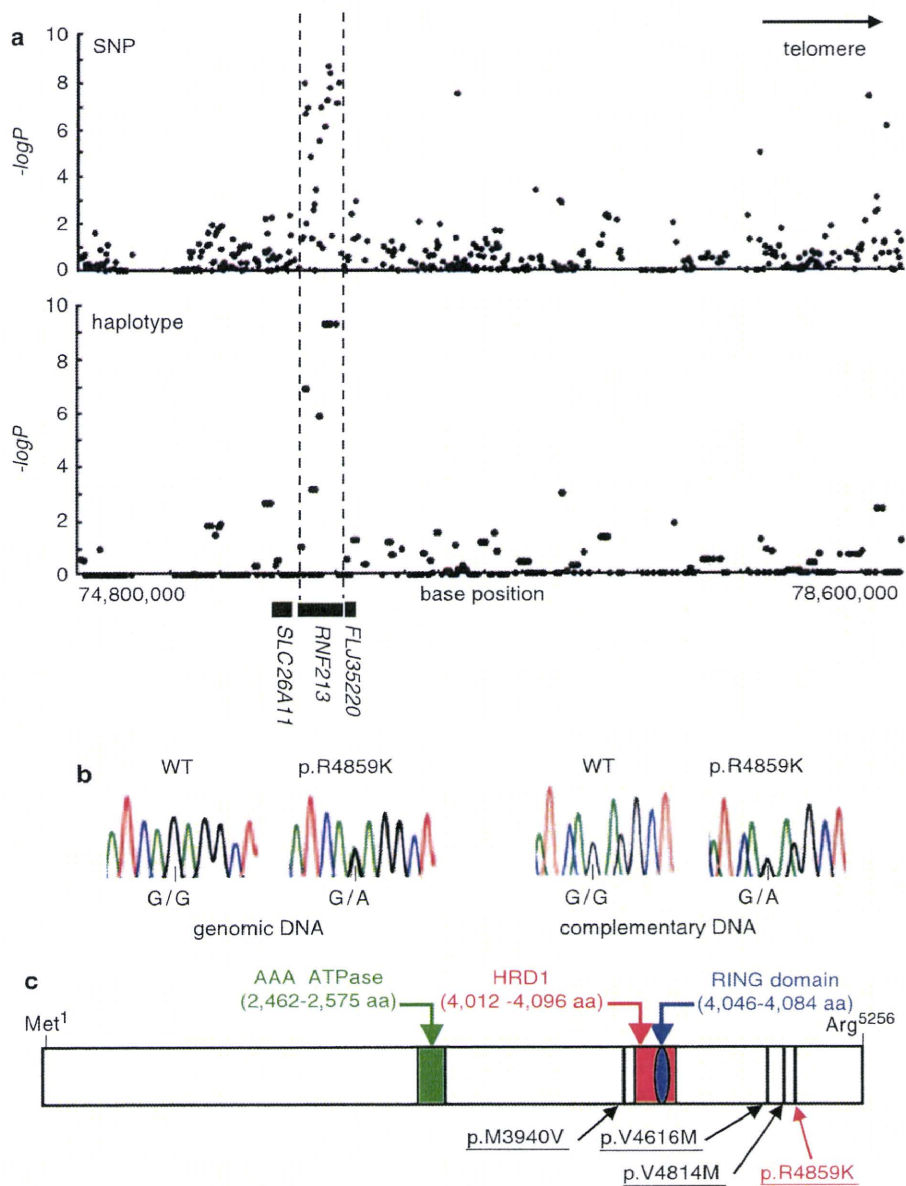 a
SNP
telomere
10
8
6
4
2
0
-logP
haplotype
10
8
6
4
2
0
-logP
74,800,000
base position
78,600,000
SLC26A11
RNF213
FLJ35220
b
WT
p.R4859K
WT
p.R4859K
G/G
G/A
G/G
G/A
genomic DNA
complementary DNA
c
AAA ATPase
(2,462-2,575 aa)
HRD1
(4,012 -4,096 aa)
RING domain
(4,046-4,084 aa)
Met1
Arg5256
p.M3940V
p.V4616M
p.V4814M
p.R4859K